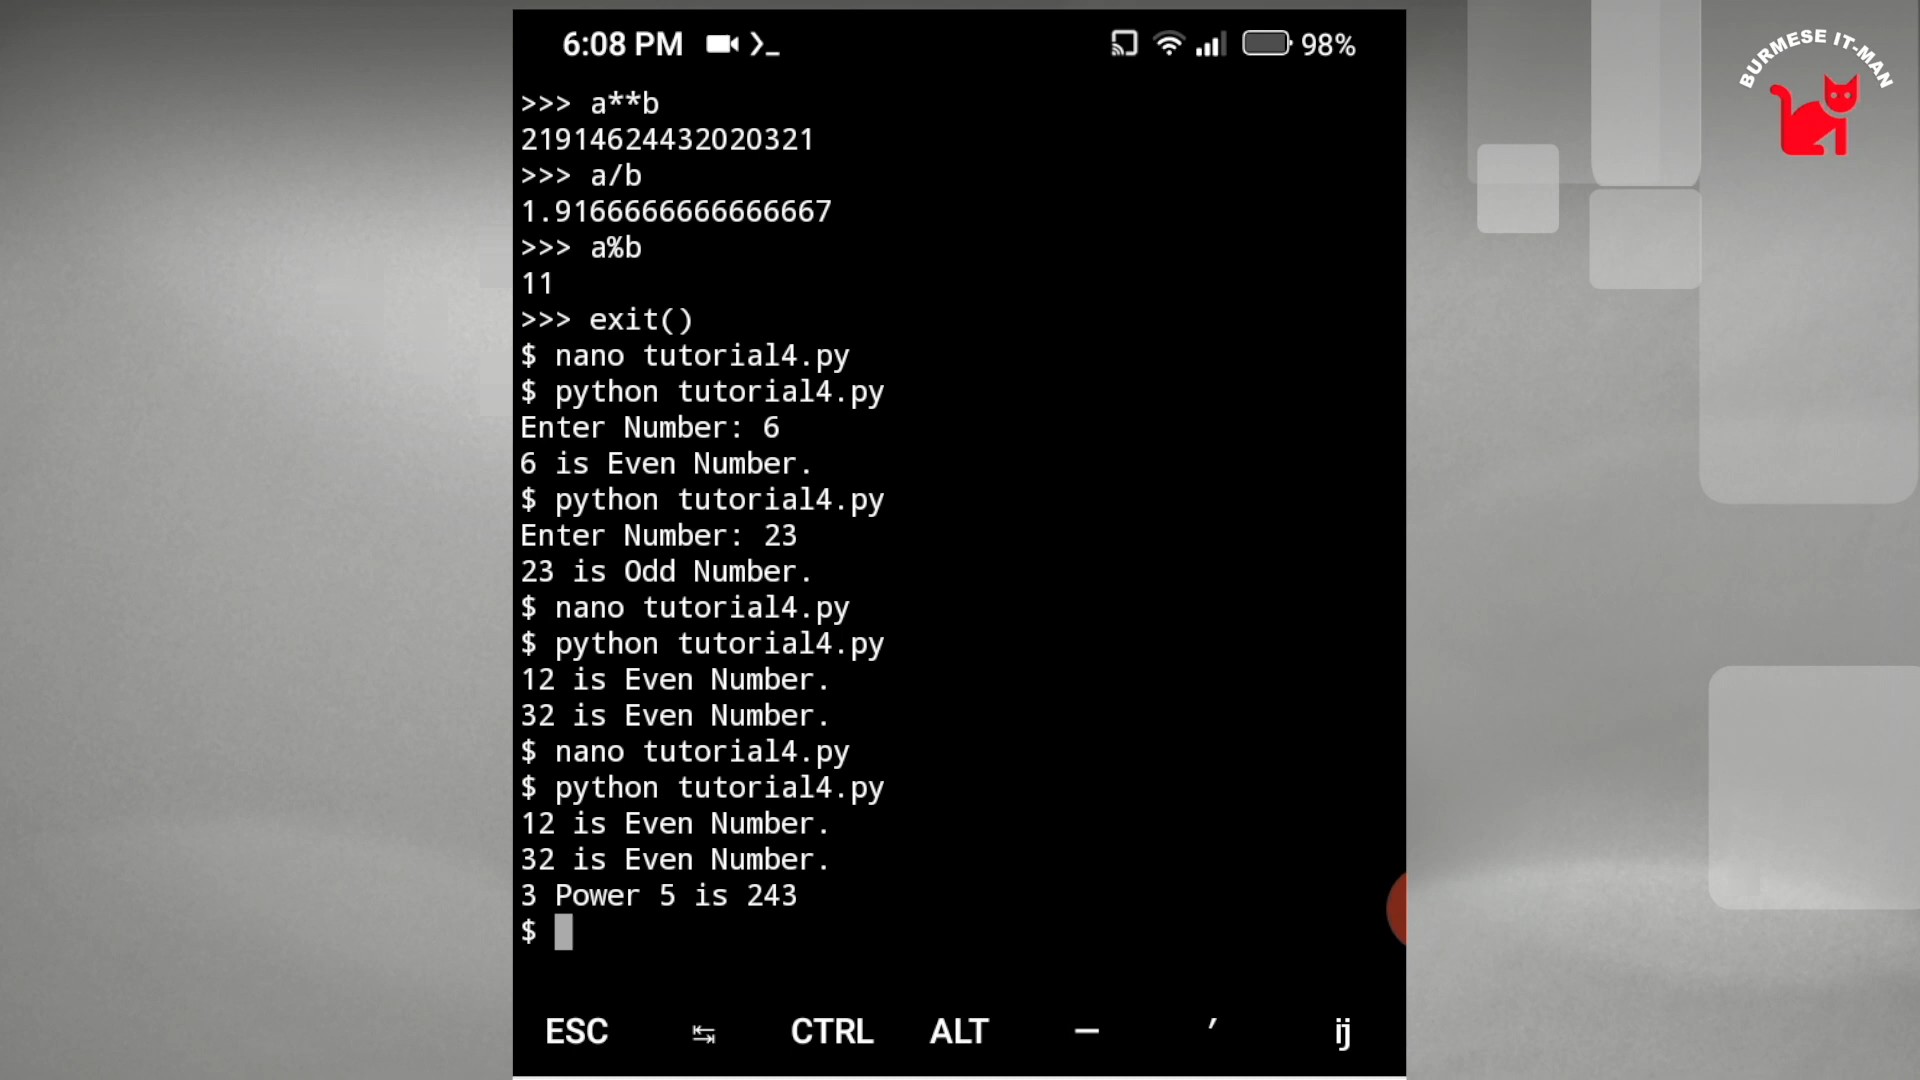 6:08 PM
98%
BURMESE IT-MAN
>>> a**b
21914624432020321
>>> a/b
1.9166666666666667
>>> a%b
11
>>> exit()
$ nano tutorial4.py
$ python tutorial4.py
Enter Number: 6
6 is Even Number.
$ python tutorial4.py
Enter Number: 23
23 is Odd Number.
$ nano tutorial4.py
$ python tutorial4.py
12 is Even Number.
32 is Even Number.
$ nano tutorial4.py
$ python tutorial4.py
12 is Even Number.
32 is Even Number.
3 Power 5 is 243
$
ESC ↹ CTRL ALT — ′ ij